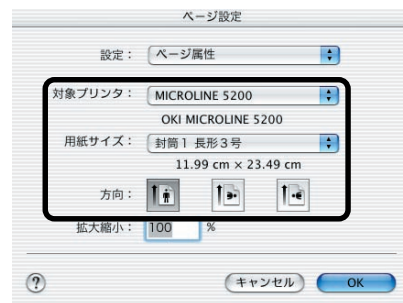 ページ設定
設定： ページ属性
対象プリンタ： MICROLINE 5200
OKI MICROLINE 5200
用紙サイズ： 封筒1 長形3号
11.99 cm × 23.49 cm
方向：
拡大縮小： 100 %
? キャンセル OK